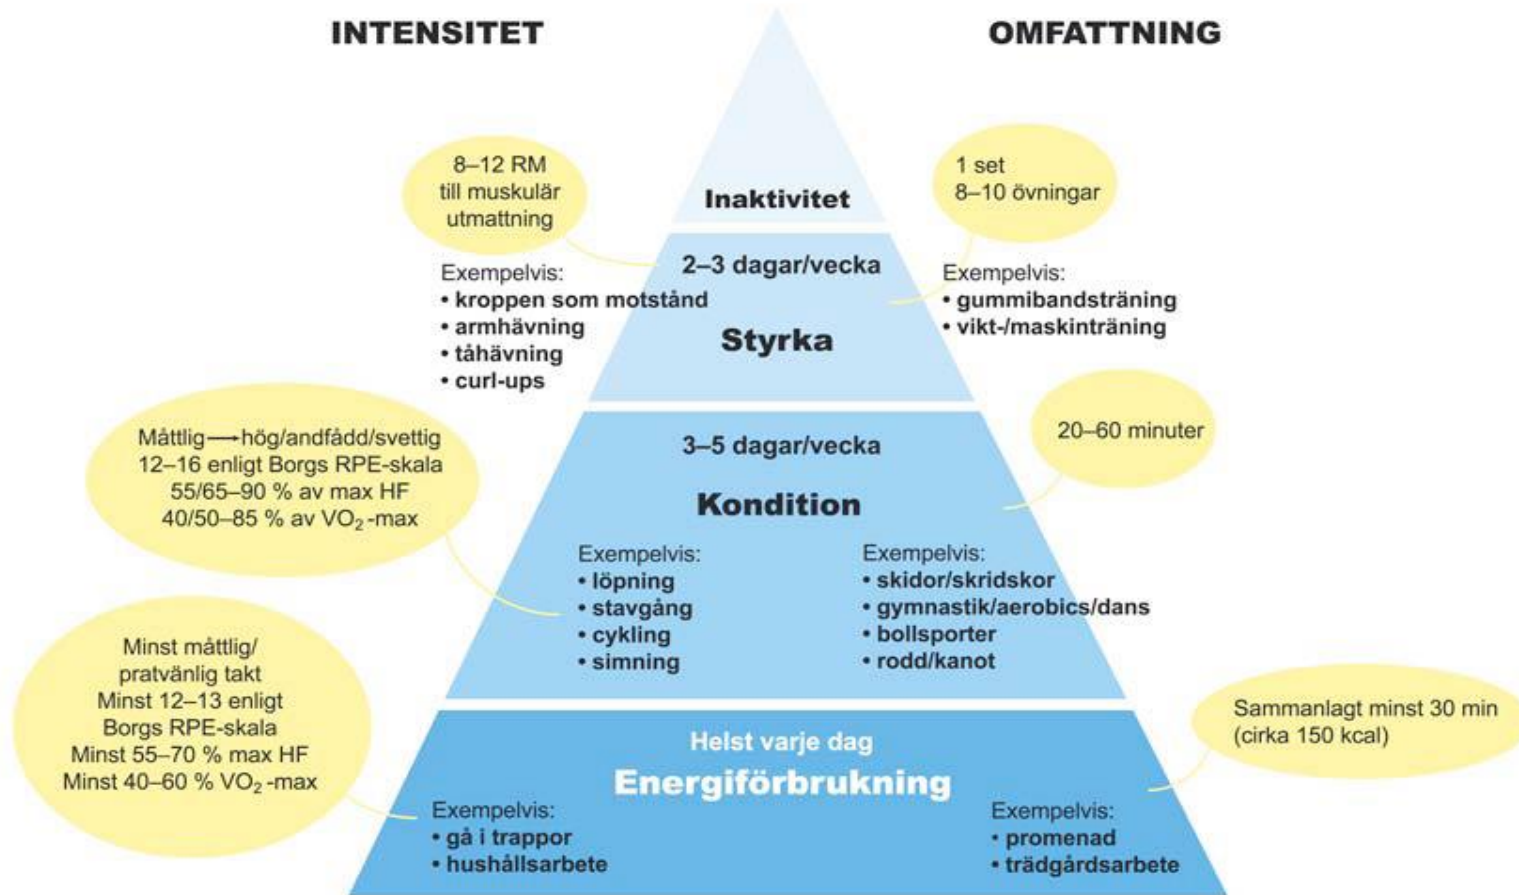 INTENSITET
OMFATTNING
8–12 RM
till muskulär
utmattning
1 set
8–10 övningar
Inaktivitet
2–3 dagar/vecka
Styrka
Exempelvis:
• kroppen som motstånd
• armhävning
• tåhävning
• curl-ups
Exempelvis:
• gummibandsträning
• vikt-/maskinträning
Måttlig⟶hög/andfådd/svettig
12–16 enligt Borgs RPE-skala
55/65–90 % av max HF
40/50–85 % av VO₂-max
20–60 minuter
3–5 dagar/vecka
Kondition
Exempelvis:
• löpning
• stavgång
• cykling
• simning
Exempelvis:
• skidor/skridskor
• gymnastik/aerobics/dans
• bollsporter
• rodd/kanot
Minst måttlig/
pratvänlig takt
Minst 12–13 enligt
Borgs RPE-skala
Minst 55–70 % max HF
Minst 40–60 % VO₂-max
Sammanlagt minst 30 min
(cirka 150 kcal)
Helst varje dag
Energiförbrukning
Exempelvis:
• gå i trappor
• hushållsarbete
Exempelvis:
• promenad
• trädgårdsarbete